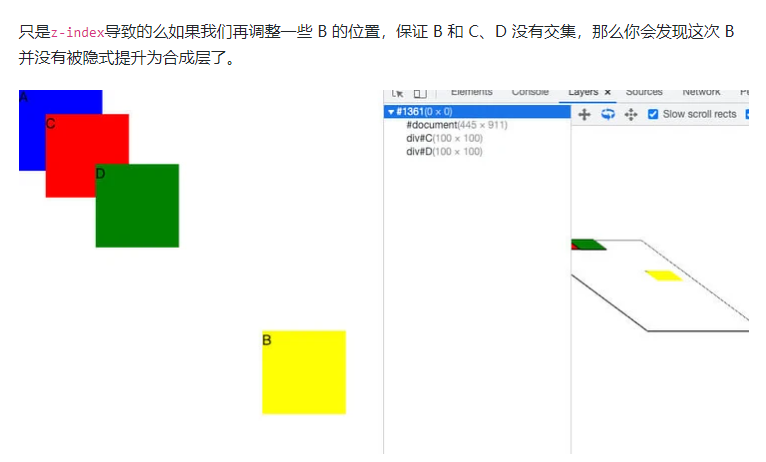 只是z-index导致的么如果我们再调整一些 B 的位置，保证 B 和 C、D 没有交集，那么你会发现这次 B
并没有被隐式提升为合成层了。
A
C
D
B
Elements Console Layers × Sources Network
▼#1361(0 × 0)
#document(445 × 911)
div#C(100 × 100)
div#D(100 × 100)
Slow scroll rects